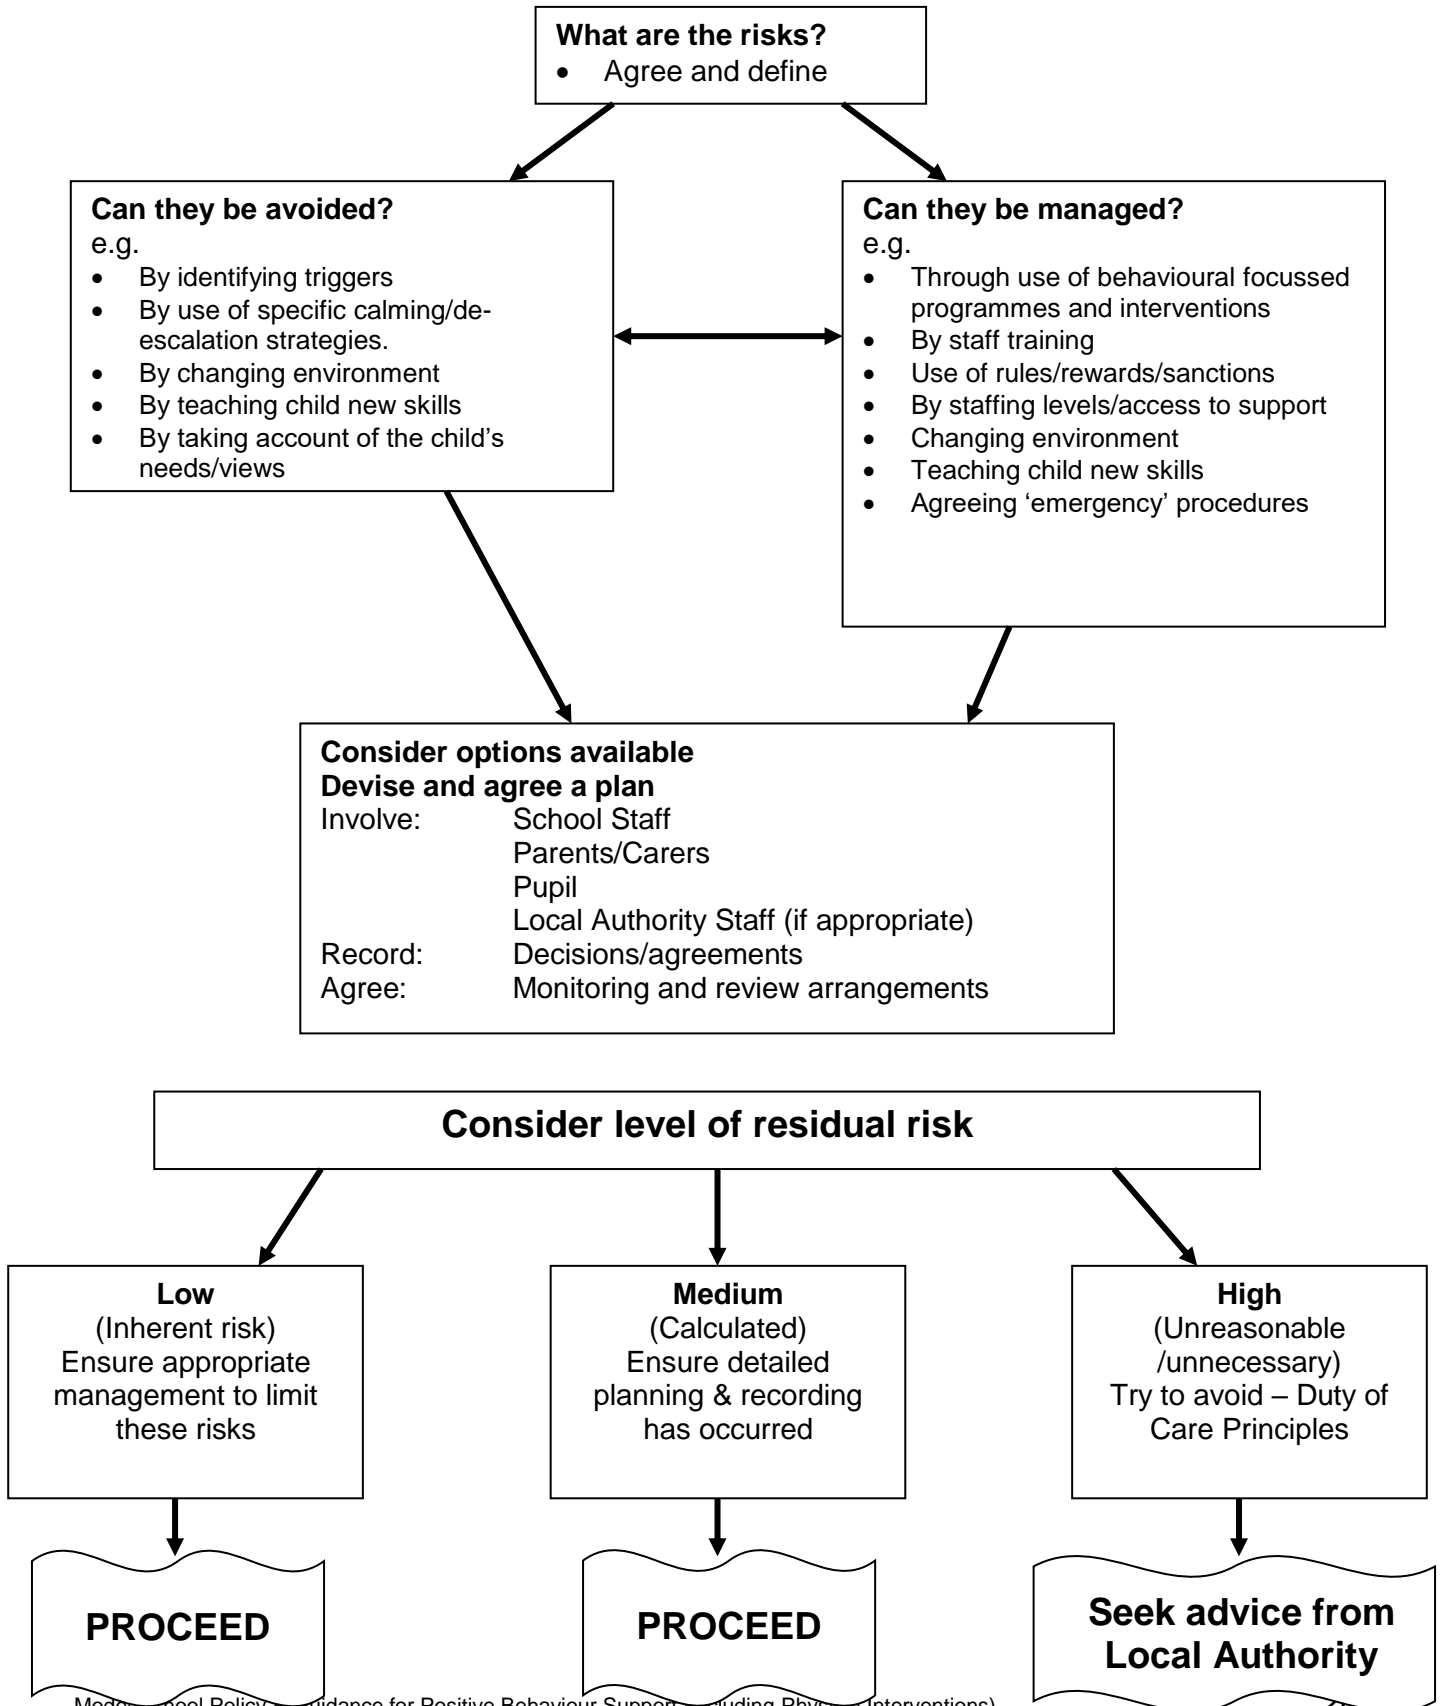 What are the risks?
• Agree and define
Can they be avoided?
e.g.
• By identifying triggers
• By use of specific calming/de-
escalation strategies.
• By changing environment
• By teaching child new skills
• By taking account of the child’s
needs/views
Can they be managed?
e.g.
• Through use of behavioural focussed
programmes and interventions
• By staff training
• Use of rules/rewards/sanctions
• By staffing levels/access to support
• Changing environment
• Teaching child new skills
• Agreeing ‘emergency’ procedures
Consider options available
Devise and agree a plan
Involve: School Staff
Parents/Carers
Pupil
Local Authority Staff (if appropriate)
Record: Decisions/agreements
Agree: Monitoring and review arrangements
Consider level of residual risk
Low
(Inherent risk)
Ensure appropriate
management to limit
these risks
Medium
(Calculated)
Ensure detailed
planning & recording
has occurred
High
(Unreasonable
/unnecessary)
Try to avoid – Duty of
Care Principles
PROCEED
PROCEED
Seek advice from
Local Authority
Policy for Positive Behaviour Support Interventions)